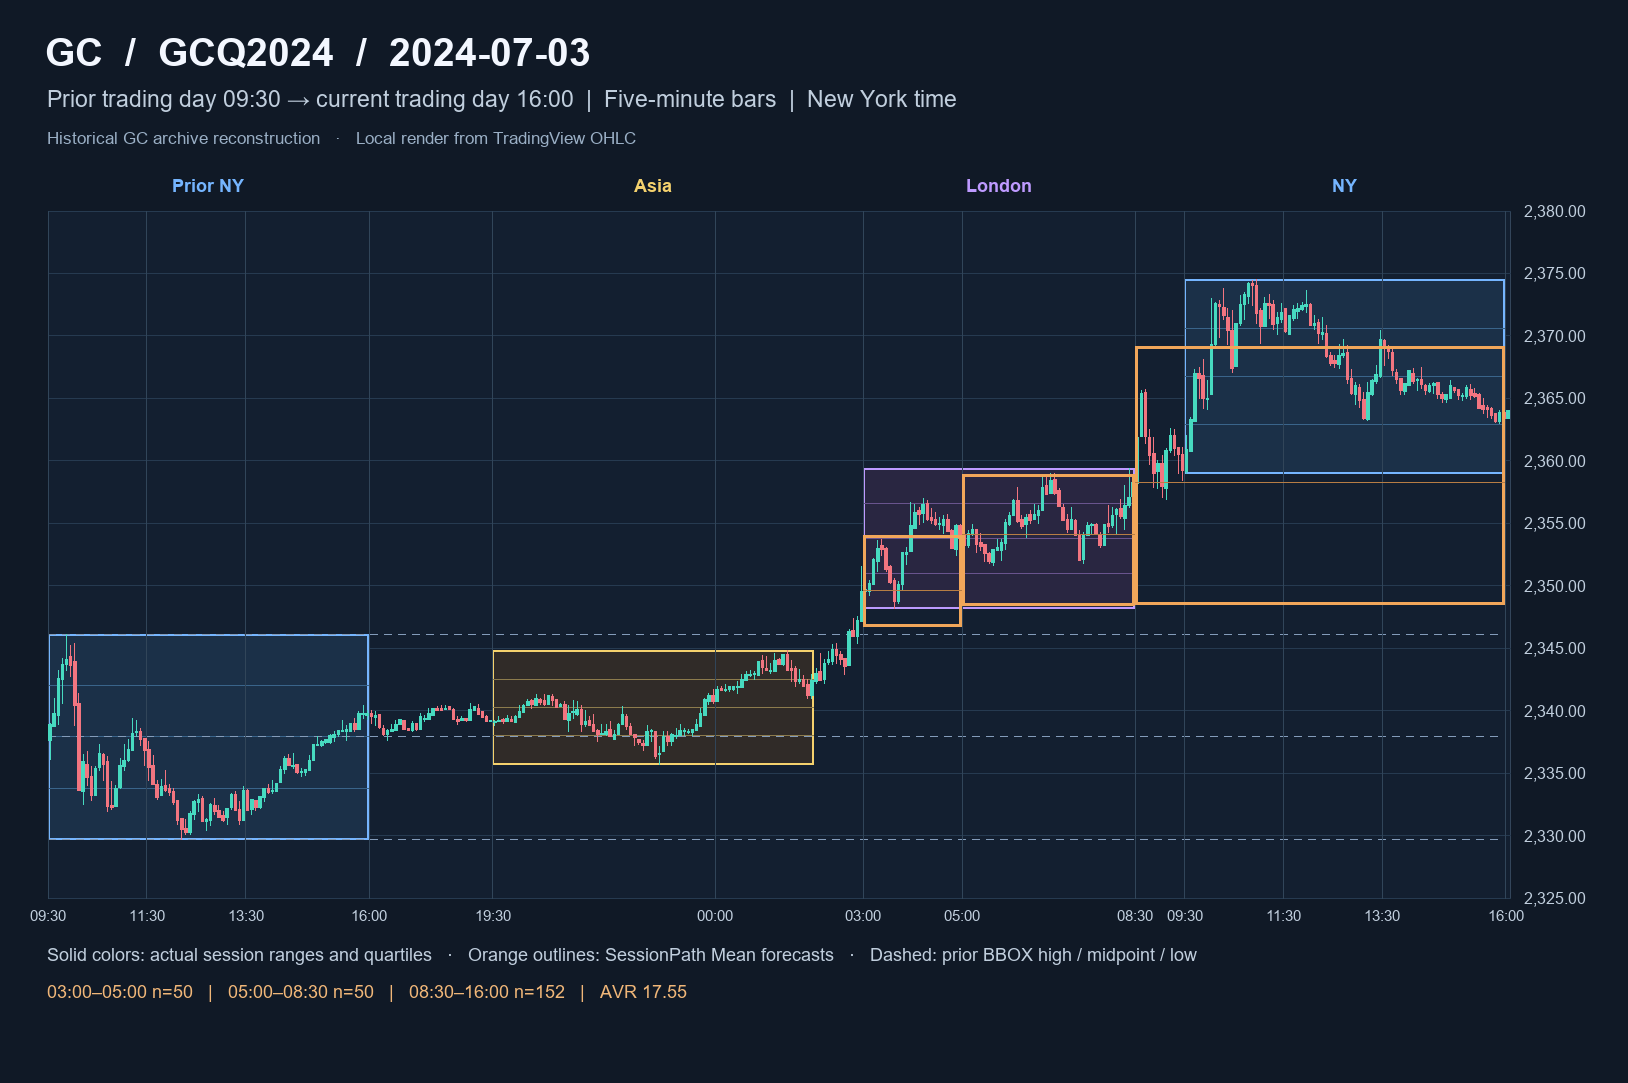 GC / GCQ2024 / 2024-07-03
Prior trading day 09:30 → current trading day 16:00 | Five-minute bars | New York time
Historical GC archive reconstruction · Local render from TradingView OHLC
Prior NY Asia London NY
2,380.00
2,375.00
2,370.00
2,365.00
2,360.00
2,355.00
2,350.00
2,345.00
2,340.00
2,335.00
2,330.00
2,325.00
09:30 11:30 13:30 16:00 19:30 00:00 03:00 05:00 08:30 09:30 11:30 13:30 16:00
Solid colors: actual session ranges and quartiles · Orange outlines: SessionPath Mean forecasts · Dashed: prior BBOX high / midpoint / low
03:00–05:00 n=50 | 05:00–08:30 n=50 | 08:30–16:00 n=152 | AVR 17.55